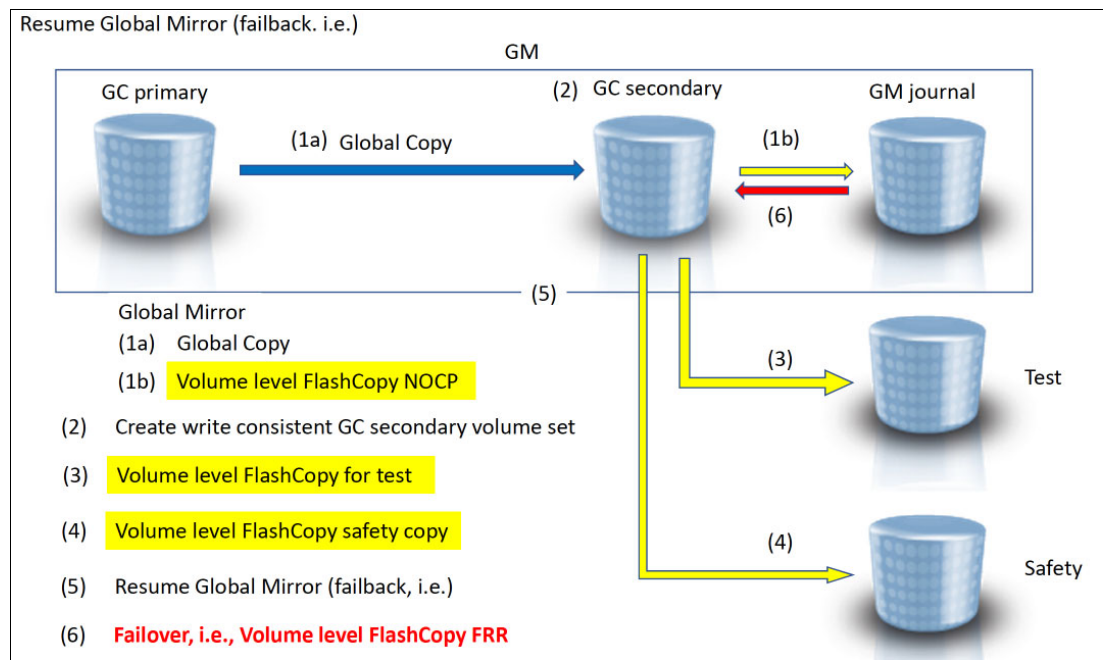 Resume Global Mirror (failback. i.e.)
GM
GC primary
(2) GC secondary
GM journal
(1a) Global Copy
(1b)
(6)
(5)
Global Mirror
(1a) Global Copy
(1b) Volume level FlashCopy NOCP
(3)
Test
(2) Create write consistent GC secondary volume set
(3) Volume level FlashCopy for test
(4) Volume level FlashCopy safety copy
(4)
Safety
(5) Resume Global Mirror (failback, i.e.)
(6) Failover, i.e., Volume level FlashCopy FRR